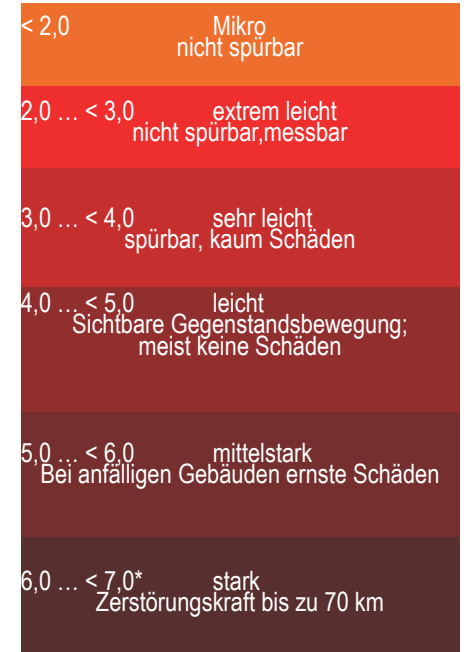 < 2,0 Mikro
nicht spürbar
2,0 … < 3,0 extrem leicht
nicht spürbar,messbar
3,0 … < 4,0 sehr leicht
spürbar, kaum Schäden
4,0 … < 5,0 leicht
Sichtbare Gegenstandsbewegung;
meist keine Schäden
5,0 … < 6,0 mittelstark
Bei anfälligen Gebäuden ernste Schäden
6,0 … < 7,0* stark
Zerstörungskraft bis zu 70 km